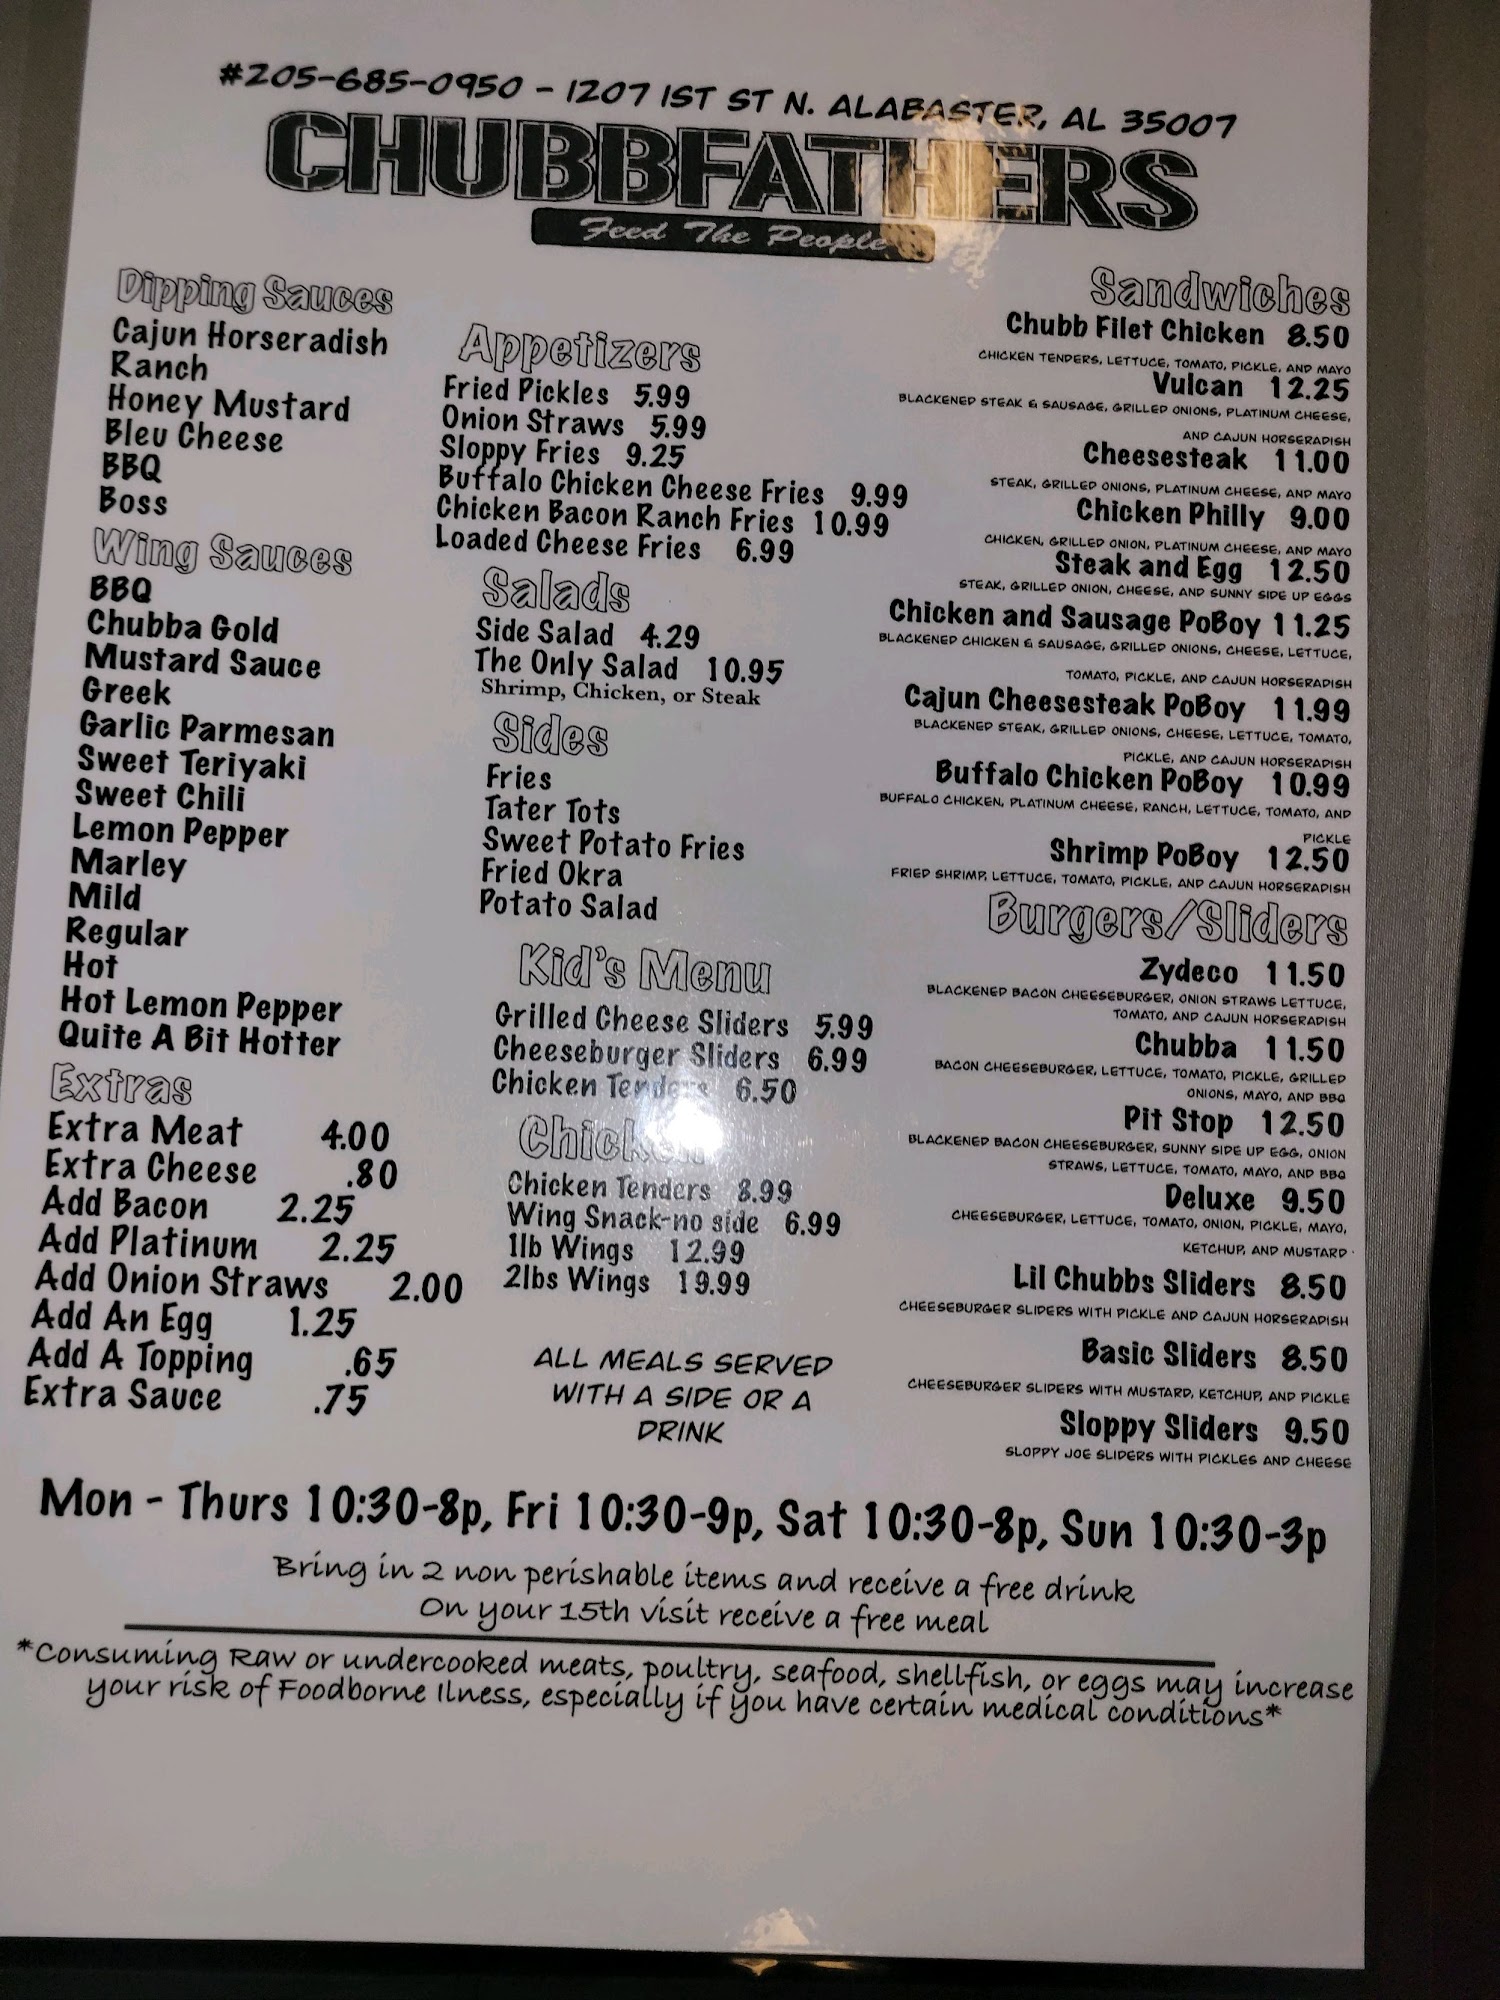 #205-685-0950 - 1207 1ST ST N. ALABASTER, AL 35007
CHUBBFATHERS
Feed The People
Dipping Sauces
Cajun Horseradish
Ranch
Honey Mustard
Bleu Cheese
BBQ
Boss
Wing Sauces
BBQ
Chubba Gold
Mustard Sauce
Greek
Garlic Parmesan
Sweet Teriyaki
Sweet Chili
Lemon Pepper
Marley
Mild
Regular
Hot
Hot Lemon Pepper
Quite A Bit Hotter
Extras
Extra Meat 4.00
Extra Cheese .80
Add Bacon 2.25
Add Platinum 2.25
Add Onion Straws 2.00
Add An Egg 1.25
Add A Topping .65
Extra Sauce .75
Appetizers
Fried Pickles 5.99
Onion Straws 5.99
Sloppy Fries 9.25
Buffalo Chicken Cheese Fries 9.99
Chicken Bacon Ranch Fries 10.99
Loaded Cheese Fries 6.99
Salads
Side Salad 4.29
The Only Salad 10.95
Shrimp, Chicken, or Steak
Sides
Fries
Tater Tots
Sweet Potato Fries
Fried Okra
Potato Salad
Kid's Menu
Grilled Cheese Sliders 5.99
Cheeseburger Sliders 6.99
Chicken Tenders 6.50
Chicken
Chicken Tenders 8.99
Wing Snack-no side 6.99
1lb Wings 12.99
2lbs Wings 19.99
ALL MEALS SERVED
WITH A SIDE OR A
DRINK
Sandwiches
Chubb Filet Chicken 8.50
CHICKEN TENDERS, LETTUCE, TOMATO, PICKLE, AND MAYO
Vulcan 12.25
BLACKENED STEAK & SAUSAGE, GRILLED ONIONS, PLATINUM CHEESE,
AND CAJUN HORSERADISH
Cheesesteak 11.00
STEAK, GRILLED ONIONS, PLATINUM CHEESE, AND MAYO
Chicken Philly 9.00
CHICKEN, GRILLED ONION, PLATINUM CHEESE, AND MAYO
Steak and Egg 12.50
STEAK, GRILLED ONION, CHEESE, AND SUNNY SIDE UP EGGS
Chicken and Sausage PoBoy 11.25
BLACKENED CHICKEN & SAUSAGE, GRILLED ONIONS, CHEESE, LETTUCE,
TOMATO, PICKLE, AND CAJUN HORSERADISH
Cajun Cheesesteak PoBoy 11.99
BLACKENED STEAK, GRILLED ONIONS, CHEESE, LETTUCE, TOMATO,
PICKLE, AND CAJUN HORSERADISH
Buffalo Chicken PoBoy 10.99
BUFFALO CHICKEN, PLATINUM CHEESE, RANCH, LETTUCE, TOMATO, AND
PICKLE
Shrimp PoBoy 12.50
FRIED SHRIMP, LETTUCE, TOMATO, PICKLE, AND CAJUN HORSERADISH
Burgers/Sliders
Zydeco 11.50
BLACKENED BACON CHEESEBURGER, ONION STRAWS LETTUCE,
TOMATO, AND CAJUN HORSERADISH
Chubba 11.50
BACON CHEESEBURGER, LETTUCE, TOMATO, PICKLE, GRILLED
ONIONS, MAYO, AND BBQ
Pit Stop 12.50
BLACKENED BACON CHEESEBURGER, SUNNY SIDE UP EGG, ONION
STRAWS, LETTUCE, TOMATO, MAYO, AND BBQ
Deluxe 9.50
CHEESEBURGER, LETTUCE, TOMATO, ONION, PICKLE, MAYO,
KETCHUP, AND MUSTARD
Lil Chubbs Sliders 8.50
CHEESEBURGER SLIDERS WITH PICKLE AND CAJUN HORSERADISH
Basic Sliders 8.50
CHEESEBURGER SLIDERS WITH MUSTARD, KETCHUP, AND PICKLE
Sloppy Sliders 9.50
SLOPPY JOE SLIDERS WITH PICKLES AND CHEESE
Mon - Thurs 10:30-8p, Fri 10:30-9p, Sat 10:30-8p, Sun 10:30-3p
Bring in 2 non perishable items and receive a free drink
On your 15th visit receive a free meal
*Consuming Raw or undercooked meats, poultry, seafood, shellfish, or eggs may increase
your risk of Foodborne Ilness, especially if you have certain medical conditions*